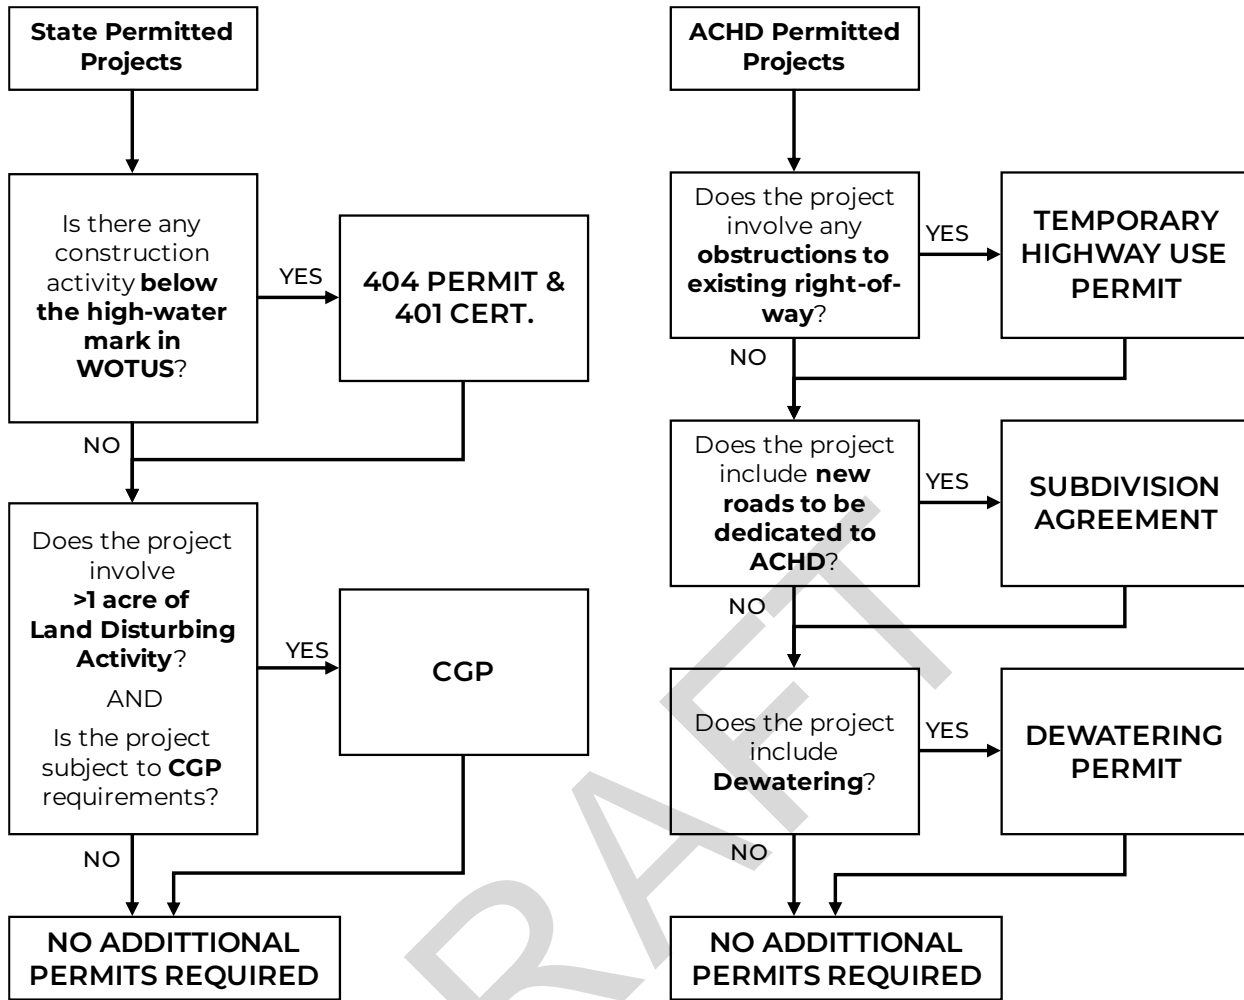 State Permitted
Projects
Is there any
construction
activity below
the high-water
mark in
WOTUS?
YES
404 PERMIT &
401 CERT.
NO
Does the project
involve
>1 acre of
Land Disturbing
Activity?
AND
Is the project
subject to CGP
requirements?
YES
CGP
NO
NO ADDITTIONAL
PERMITS REQUIRED
ACHD Permitted
Projects
Does the project
involve any
obstructions to
existing right-of-
way?
YES
TEMPORARY
HIGHWAY USE
PERMIT
NO
Does the project
include new
roads to be
dedicated to
ACHD?
YES
SUBDIVISION
AGREEMENT
NO
Does the project
include
Dewatering?
YES
DEWATERING
PERMIT
NO
NO ADDITIONAL
PERMITS REQUIRED
RAFT